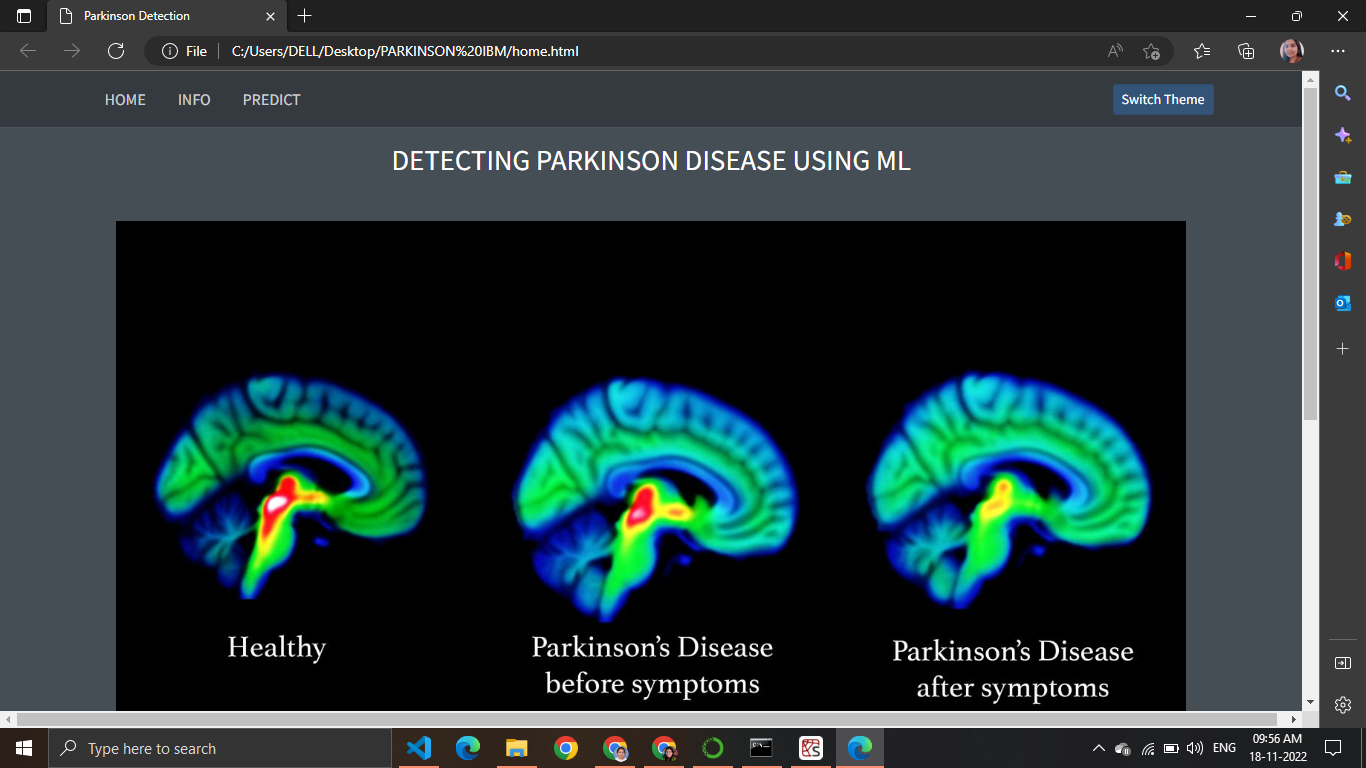 Parkinson Detection
File
C:/Users/DELL/Desktop/PARKINSON%20IBM/home.html
HOME INFO PREDICT
Switch Theme
DETECTING PARKINSON DISEASE USING ML
Healthy
Parkinson's Disease
before symptoms
Parkinson's Disease
after symptoms
Type here to search
ENG
09:56 AM
18-11-2022